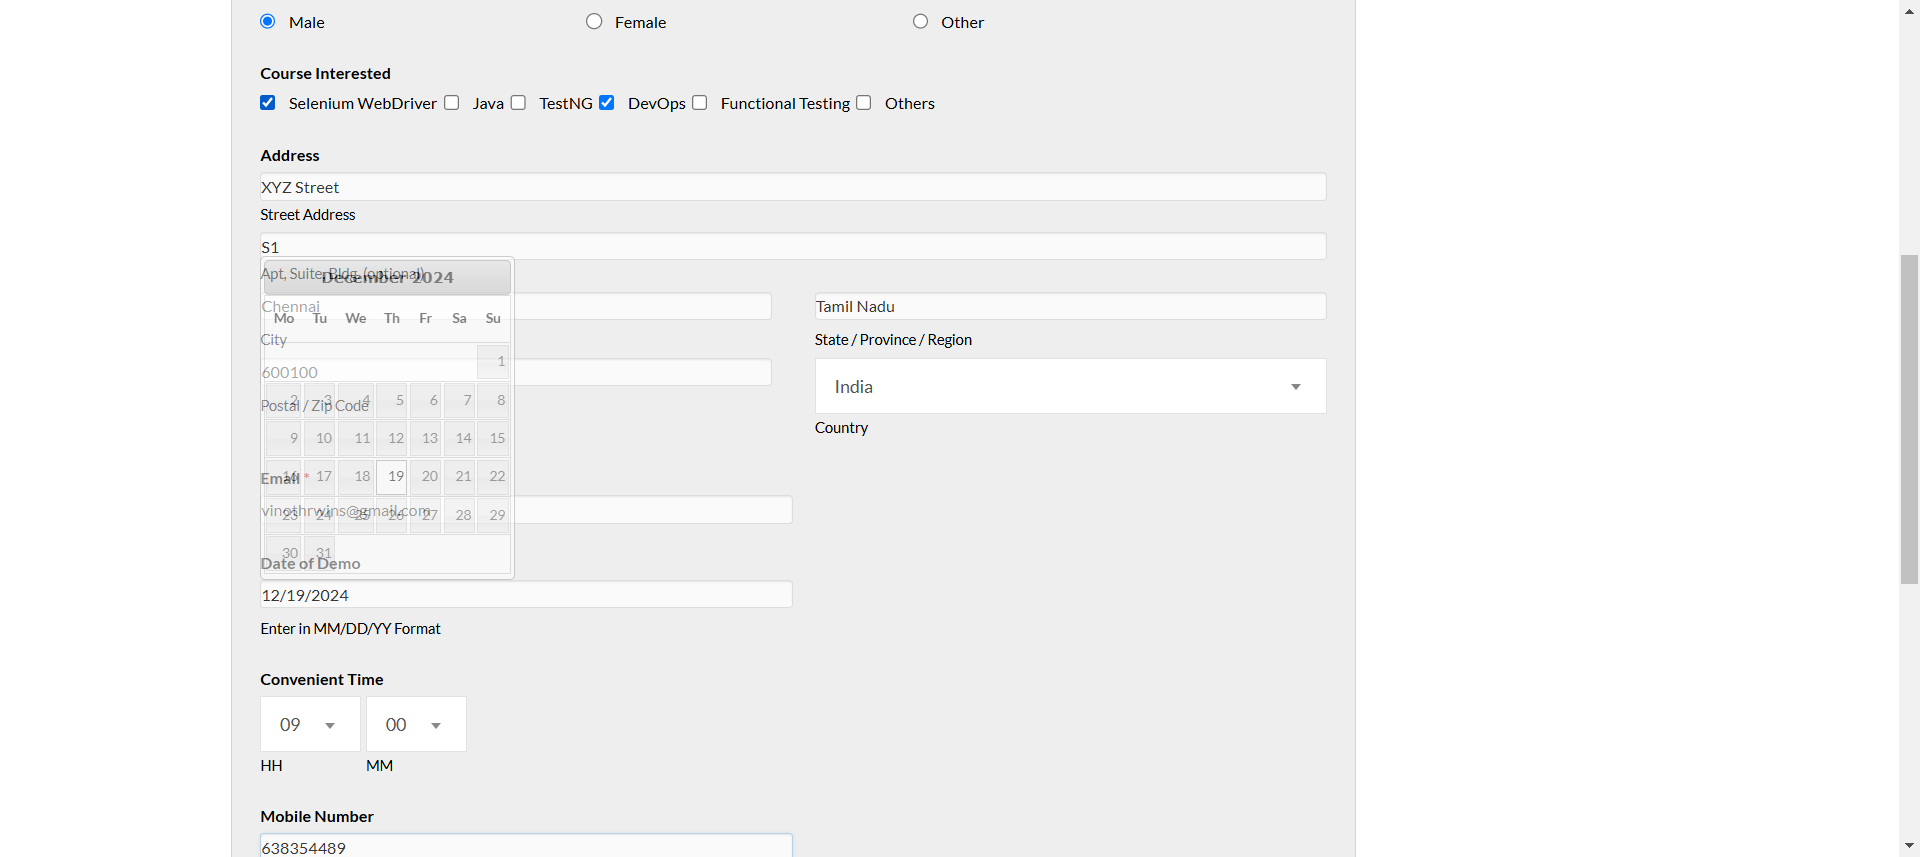 Male Female Other
Course Interested
Selenium WebDriver Java TestNG DevOps Functional Testing Others
Address
XYZ Street
Street Address
S1
Apt, Suite, Bldg. (optional)
December 2024
Chennai Tamil Nadu
Mo Tu We Th Fr Sa Su
City State / Province / Region
1
600100 India
2 3 4 5 6 7 8
Postal / Zip Code
Country
9 10 11 12 13 14 15
16 17 18 19 20 21 22
Email *
vinothrwins@gmail.com
23 24 25 26 27 28 29
30 31
Date of Demo
12/19/2024
Enter in MM/DD/YY Format
Convenient Time
09 00
HH MM
Mobile Number
638354489